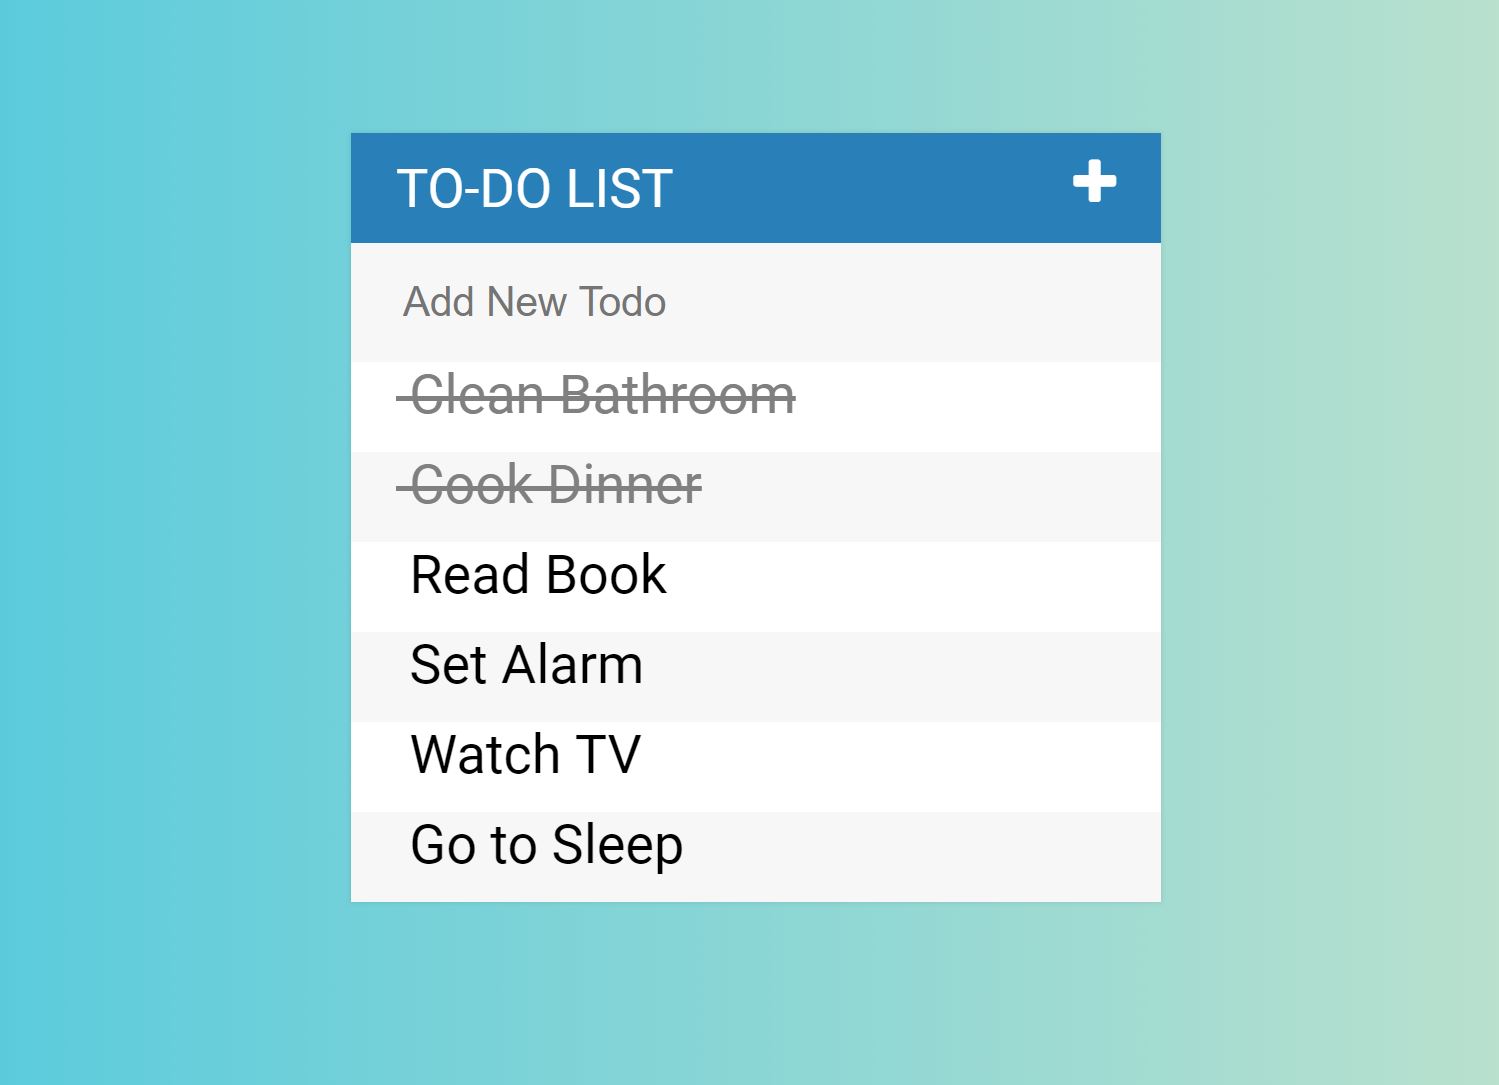 TO-DO LIST
Add New Todo
Clean Bathroom
Cook Dinner
Read Book
Set Alarm
Watch TV
Go to Sleep